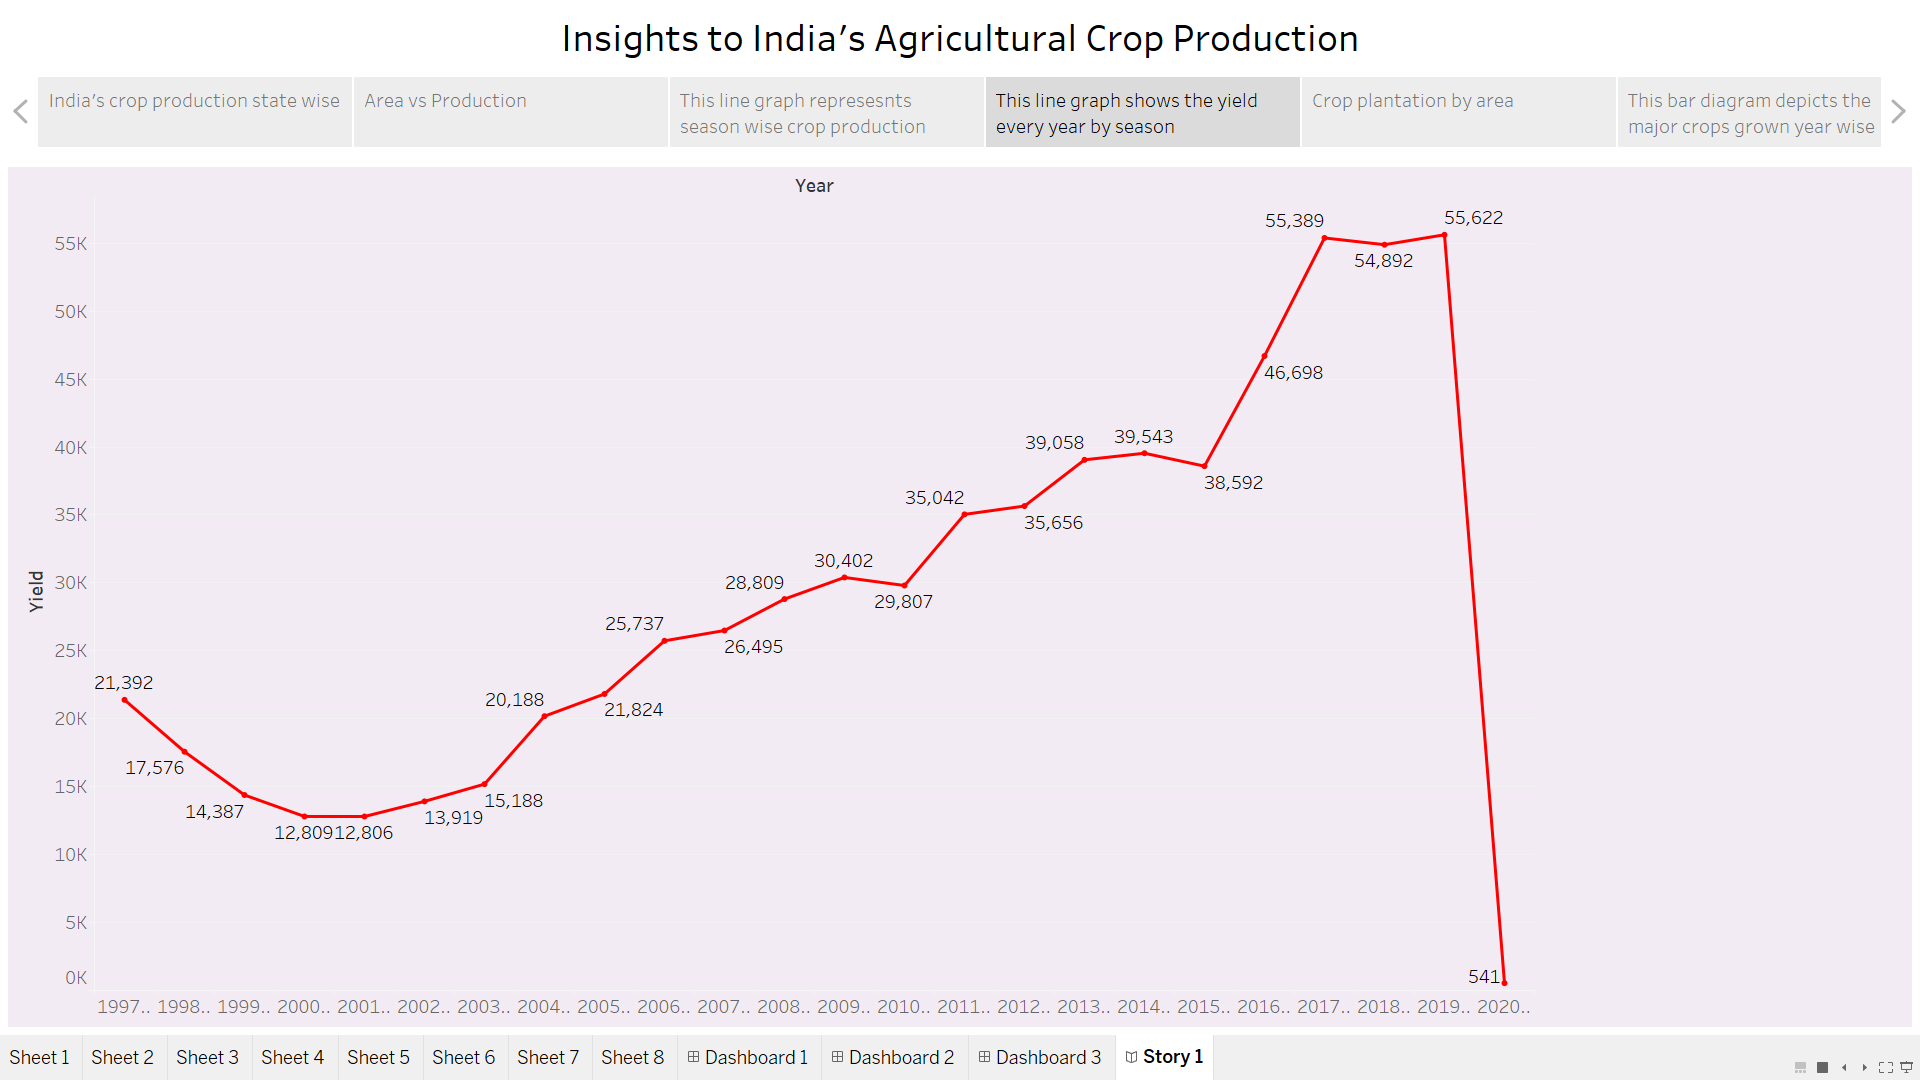 Insights to India's Agricultural Crop Production
India's crop production state wise
Area vs Production
This line graph represesnts
season wise crop production
This line graph shows the yield
every year by season
Crop plantation by area
This bar diagram depicts the
major crops grown year wise
Year
Yield
55K
50K
45K
40K
35K
30K
25K
20K
15K
10K
5K
0K
21,392
17,576
14,387
12,809
12,806
13,919
15,188
20,188
21,824
25,737
26,495
28,809
30,402
29,807
35,042
35,656
39,058
39,543
38,592
46,698
55,389
54,892
55,622
541
1997.. 1998.. 1999.. 2000.. 2001.. 2002.. 2003.. 2004.. 2005.. 2006.. 2007.. 2008.. 2009.. 2010.. 2011.. 2012.. 2013.. 2014.. 2015.. 2016.. 2017.. 2018.. 2019.. 2020..
Sheet 1 Sheet 2 Sheet 3 Sheet 4 Sheet 5 Sheet 6 Sheet 7 Sheet 8 Dashboard 1 Dashboard 2 Dashboard 3 Story 1